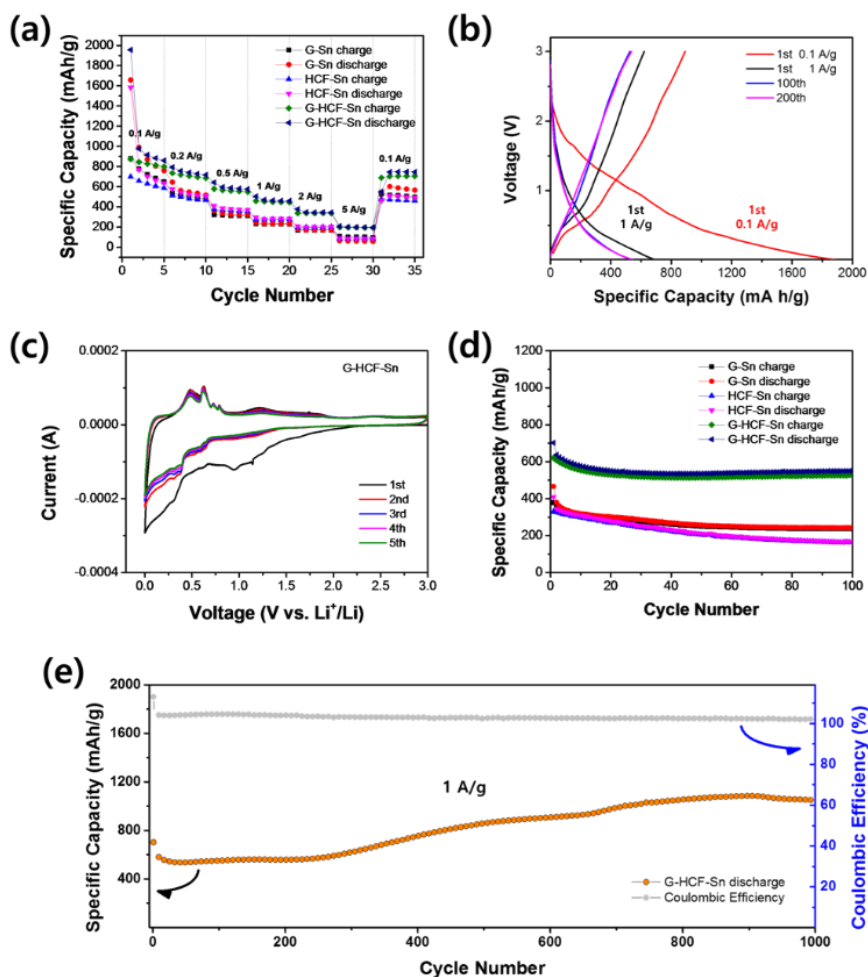 (a)
Specific Capacity (mAh/g)
2000
1800
1600
1400
1200
1000
800
600
400
200
0
G-Sn charge
G-Sn discharge
HCF-Sn charge
HCF-Sn discharge
G-HCF-Sn charge
G-HCF-Sn discharge
0.1 A/g
0.2 A/g
0.5 A/g
1 A/g
2 A/g
5 A/g
0.1 A/g
0 5 10 15 20 25 30 35
Cycle Number
(b)
Voltage (V)
3
2
1
1st 0.1 A/g
1st 1 A/g
100th
200th
1st
1 A/g
1st
0.1 A/g
0 400 800 1200 1600 2000
Specific Capacity (mA h/g)
(c)
Current (A)
0.0002
0.0000
-0.0002
-0.0004
G-HCF-Sn
1st
2nd
3rd
4th
5th
0.0 0.5 1.0 1.5 2.0 2.5 3.0
Voltage (V vs. Li⁺/Li)
(d)
Specific Capacity (mAh/g)
1200
1000
800
600
400
200
0
G-Sn charge
G-Sn discharge
HCF-Sn charge
HCF-Sn discharge
G-HCF-Sn charge
G-HCF-Sn discharge
0 20 40 60 80 100
Cycle Number
(e)
Specific Capacity (mAh/g)
2000
1600
1200
800
400
1 A/g
G-HCF-Sn discharge
Coulombic Efficiency
100
80
60
40
20
Coulombic Efficiency (%)
0 200 400 600 800 1000
Cycle Number